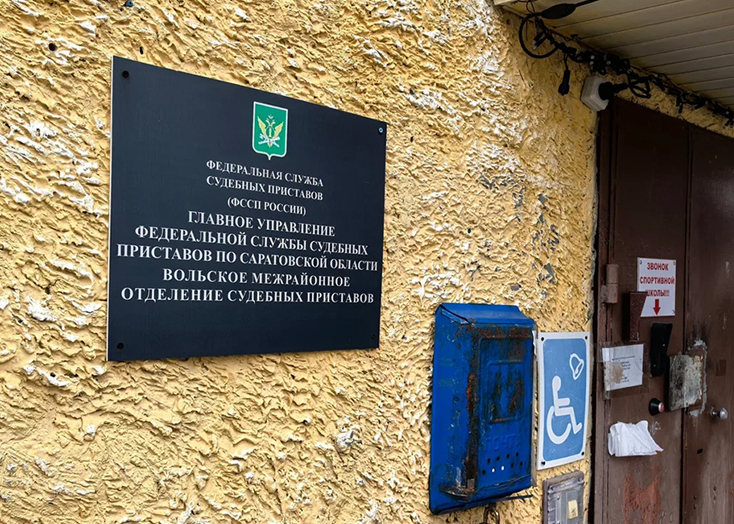 ФЕДЕРАЛЬНАЯ СЛУЖБА
СУДЕБНЫХ ПРИСТАВОВ
(ФССП РОССИИ)
ГЛАВНОЕ УПРАВЛЕНИЕ
ФЕДЕРАЛЬНОЙ СЛУЖБЫ СУДЕБНЫХ
ПРИСТАВОВ ПО САРАТОВСКОЙ ОБЛАСТИ
ВОЛЬСКОЕ МЕЖРАЙОННОЕ
ОТДЕЛЕНИЕ СУДЕБНЫХ ПРИСТАВОВ
ЗВОНОК
СПОРТИВНОЙ
ШКОЛЫ!!!